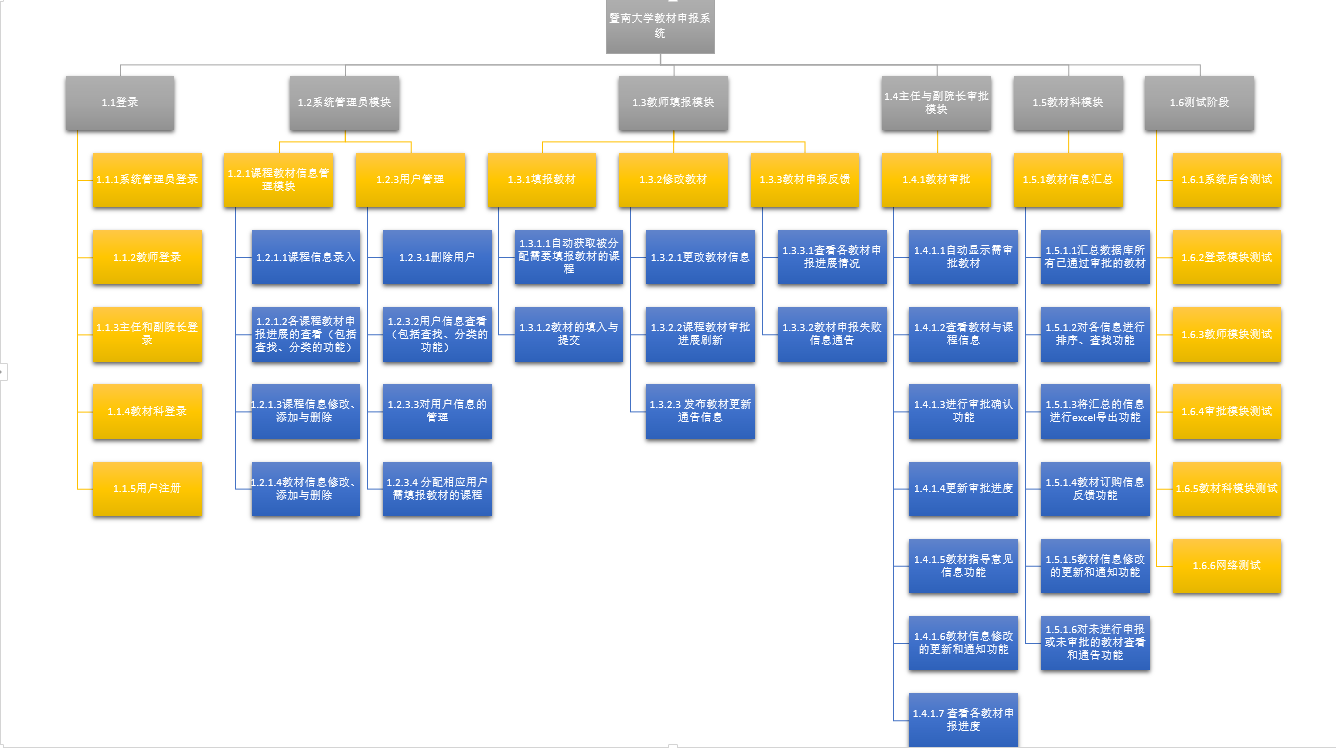 暨南大学教材申报系
统
1.1登录
1.2系统管理员模块
1.3教师填报模块
1.4主任与副院长审批
模块
1.5教材科模块
1.6测试阶段
1.1.1系统管理员登录
1.2.1课程教材信息管
理模块
1.2.3用户管理
1.3.1填报教材
1.3.2修改教材
1.3.3教材申报反馈
1.4.1教材审批
1.5.1教材信息汇总
1.6.1系统后台测试
1.1.2教师登录
1.2.1.1课程信息录入
1.2.3.1删除用户
1.3.1.1自动获取被分
配需要填报教材的课
程
1.3.2.1更改教材信息
1.3.3.1查看各教材申
报进展情况
1.4.1.1自动显示需审
批教材
1.5.1.1汇总数据库所
有已通过审批的教材
1.6.2登录模块测试
1.1.3主任和副院长登
录
1.2.1.2各课程教材申
报进展的查看（包括
查找、分类的功能）
1.2.3.2用户信息查看
（包括查找、分类的
功能）
1.3.1.2教材的填入与
提交
1.3.2.2课程教材审批
进展刷新
1.3.3.2教材申报失败
信息通告
1.4.1.2查看教材与课
程信息
1.5.1.2对各信息进行
排序、查找功能
1.6.3教师模块测试
1.1.4教材科登录
1.2.1.3课程信息修改、
添加与删除
1.2.3.3对用户信息的
管理
1.3.2.3 发布教材更新
通告信息
1.4.1.3进行审批确认
功能
1.5.1.3将汇总的信息
进行excel导出功能
1.6.4审批模块测试
1.1.5用户注册
1.2.1.4教材信息修改、
添加与删除
1.2.3.4 分配相应用户
需填报教材的课程
1.4.1.4更新审批进度
1.5.1.4教材订购信息
反馈功能
1.6.5教材科模块测试
1.4.1.5教材指导意见
信息功能
1.5.1.5教材信息修改
的更新和通知功能
1.6.6网络测试
1.4.1.6教材信息修改
的更新和通知功能
1.5.1.6对未进行申报
或未审批的教材查看
和通告功能
1.4.1.7 查看各教材申
报进度